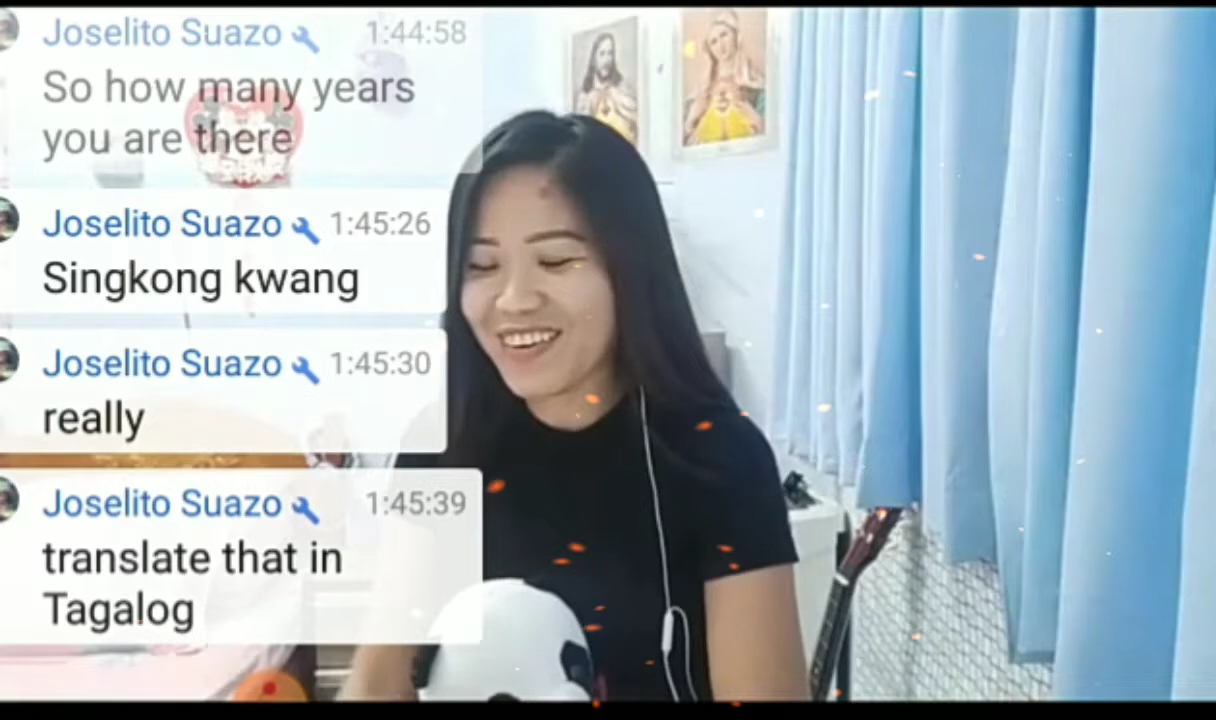 Joselito Suazo 1:44:58
So how many years
you are there
Joselito Suazo 1:45:26
Singkong kwang
Joselito Suazo 1:45:30
really
Joselito Suazo 1:45:39
translate that in
Tagalog